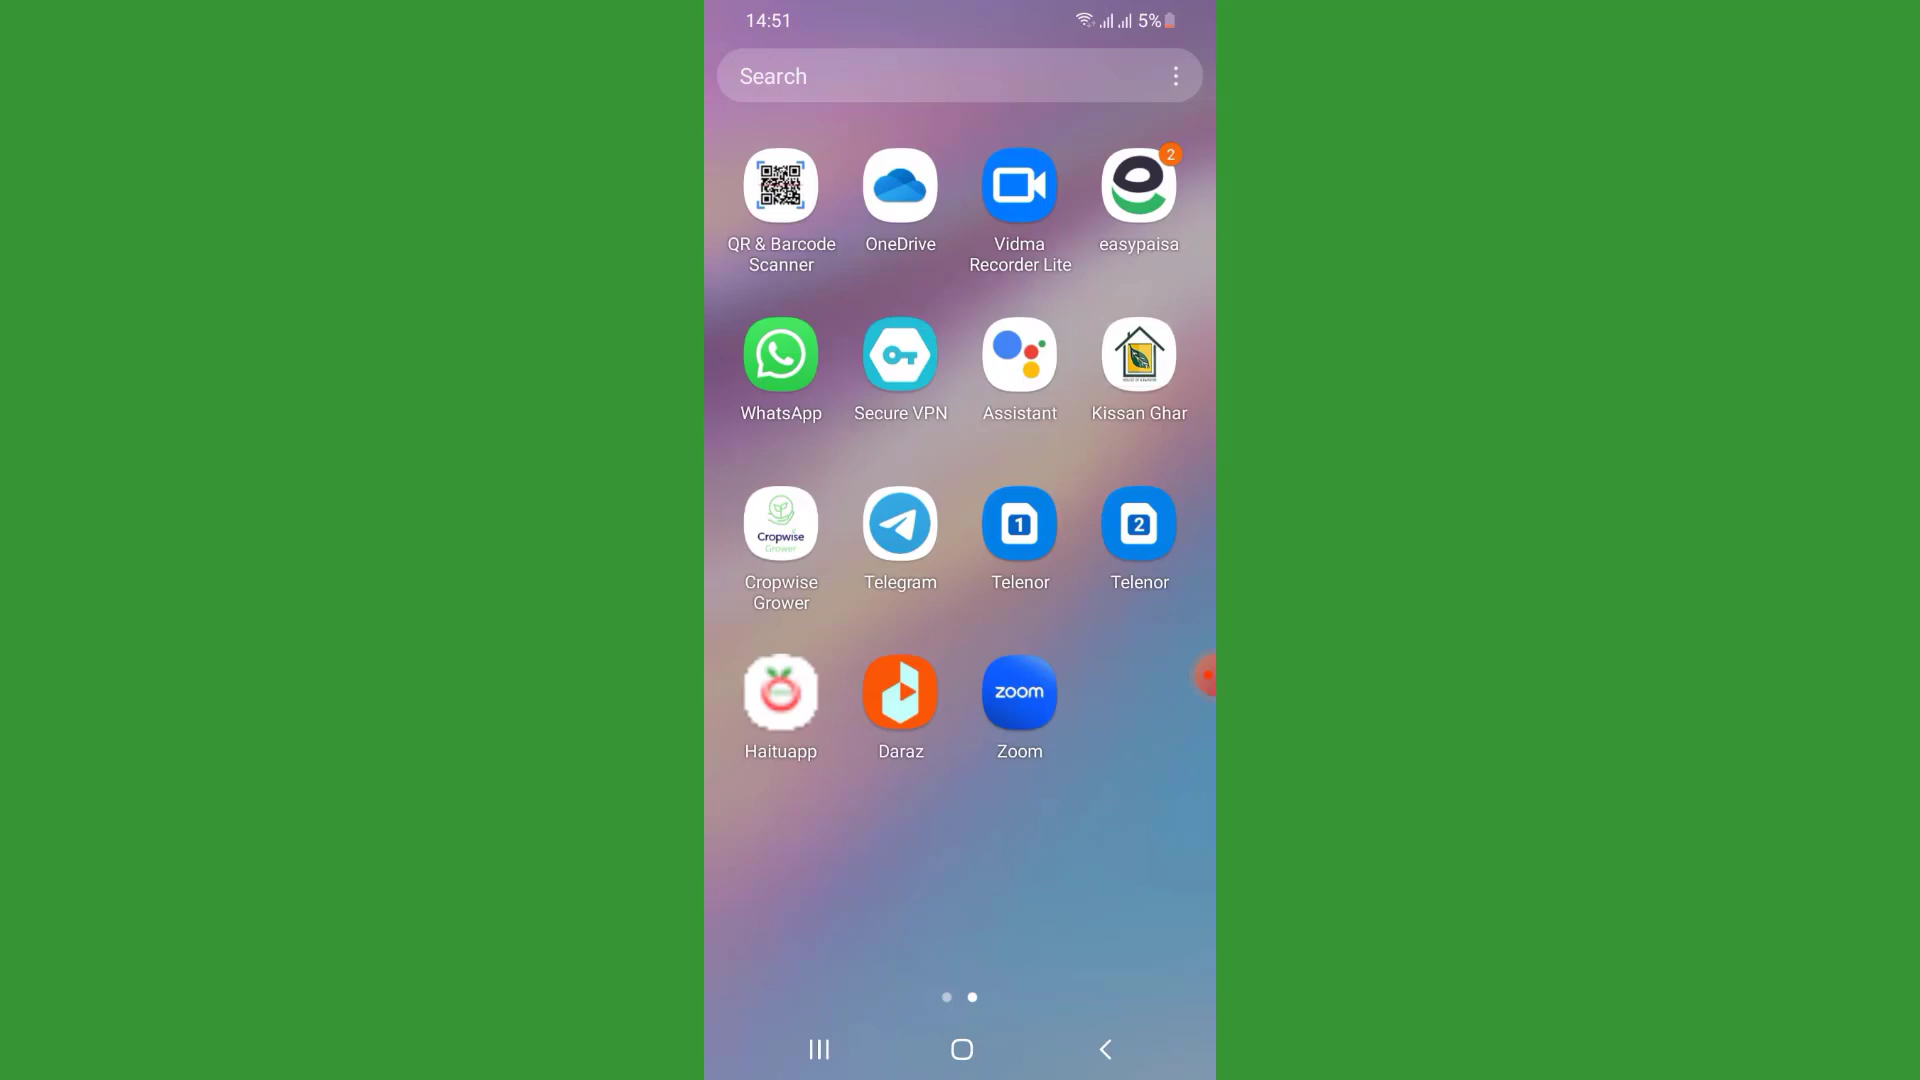 14:51
5%
Search
2
QR & Barcode Scanner
OneDrive
Vidma Recorder Lite
easypaisa
WhatsApp
Secure VPN
Assistant
Kissan Ghar
Cropwise
Grower
1
2
Cropwise Grower
Telegram
Telenor
Telenor
zoom
Haituapp
Daraz
Zoom